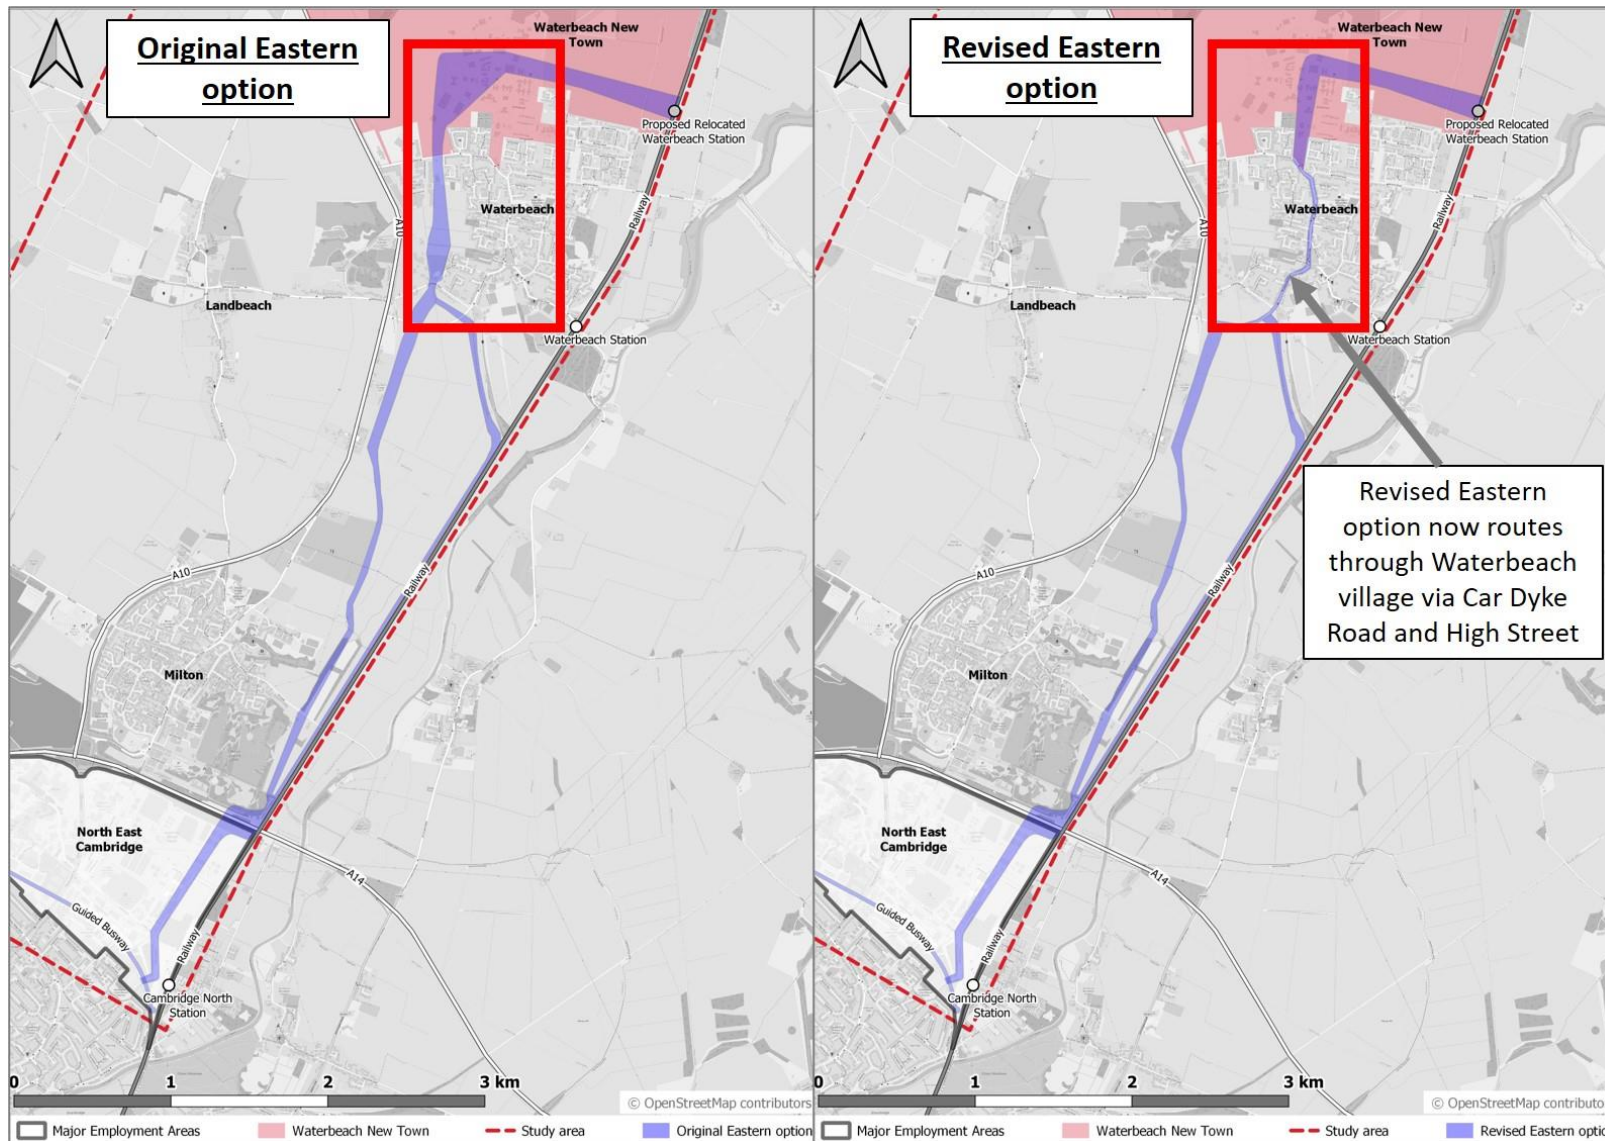 Original Eastern
option
Waterbeach New
Town
Proposed Relocated
Waterbeach Station
Waterbeach
Railway
A10
Landbeach
Waterbeach Station
Railway
A10
Milton
North East
Cambridge
A14
Guided Busway
Railway
Cambridge North
Station
0 1 2 3 km
© OpenStreetMap contributors
Major Employment Areas Waterbeach New Town Study area Original Eastern option
Revised Eastern
option
Waterbeach New
Town
Proposed Relocated
Waterbeach Station
Waterbeach
Railway
A10
Landbeach
Waterbeach Station
Revised Eastern
option now routes
through Waterbeach
village via Car Dyke
Road and High Street
Railway
A10
Milton
North East
Cambridge
A14
Guided Busway
Railway
Cambridge North
Station
0 1 2 3 km
© OpenStreetMap contributo
Major Employment Areas Waterbeach New Town Study area Revised Eastern optio